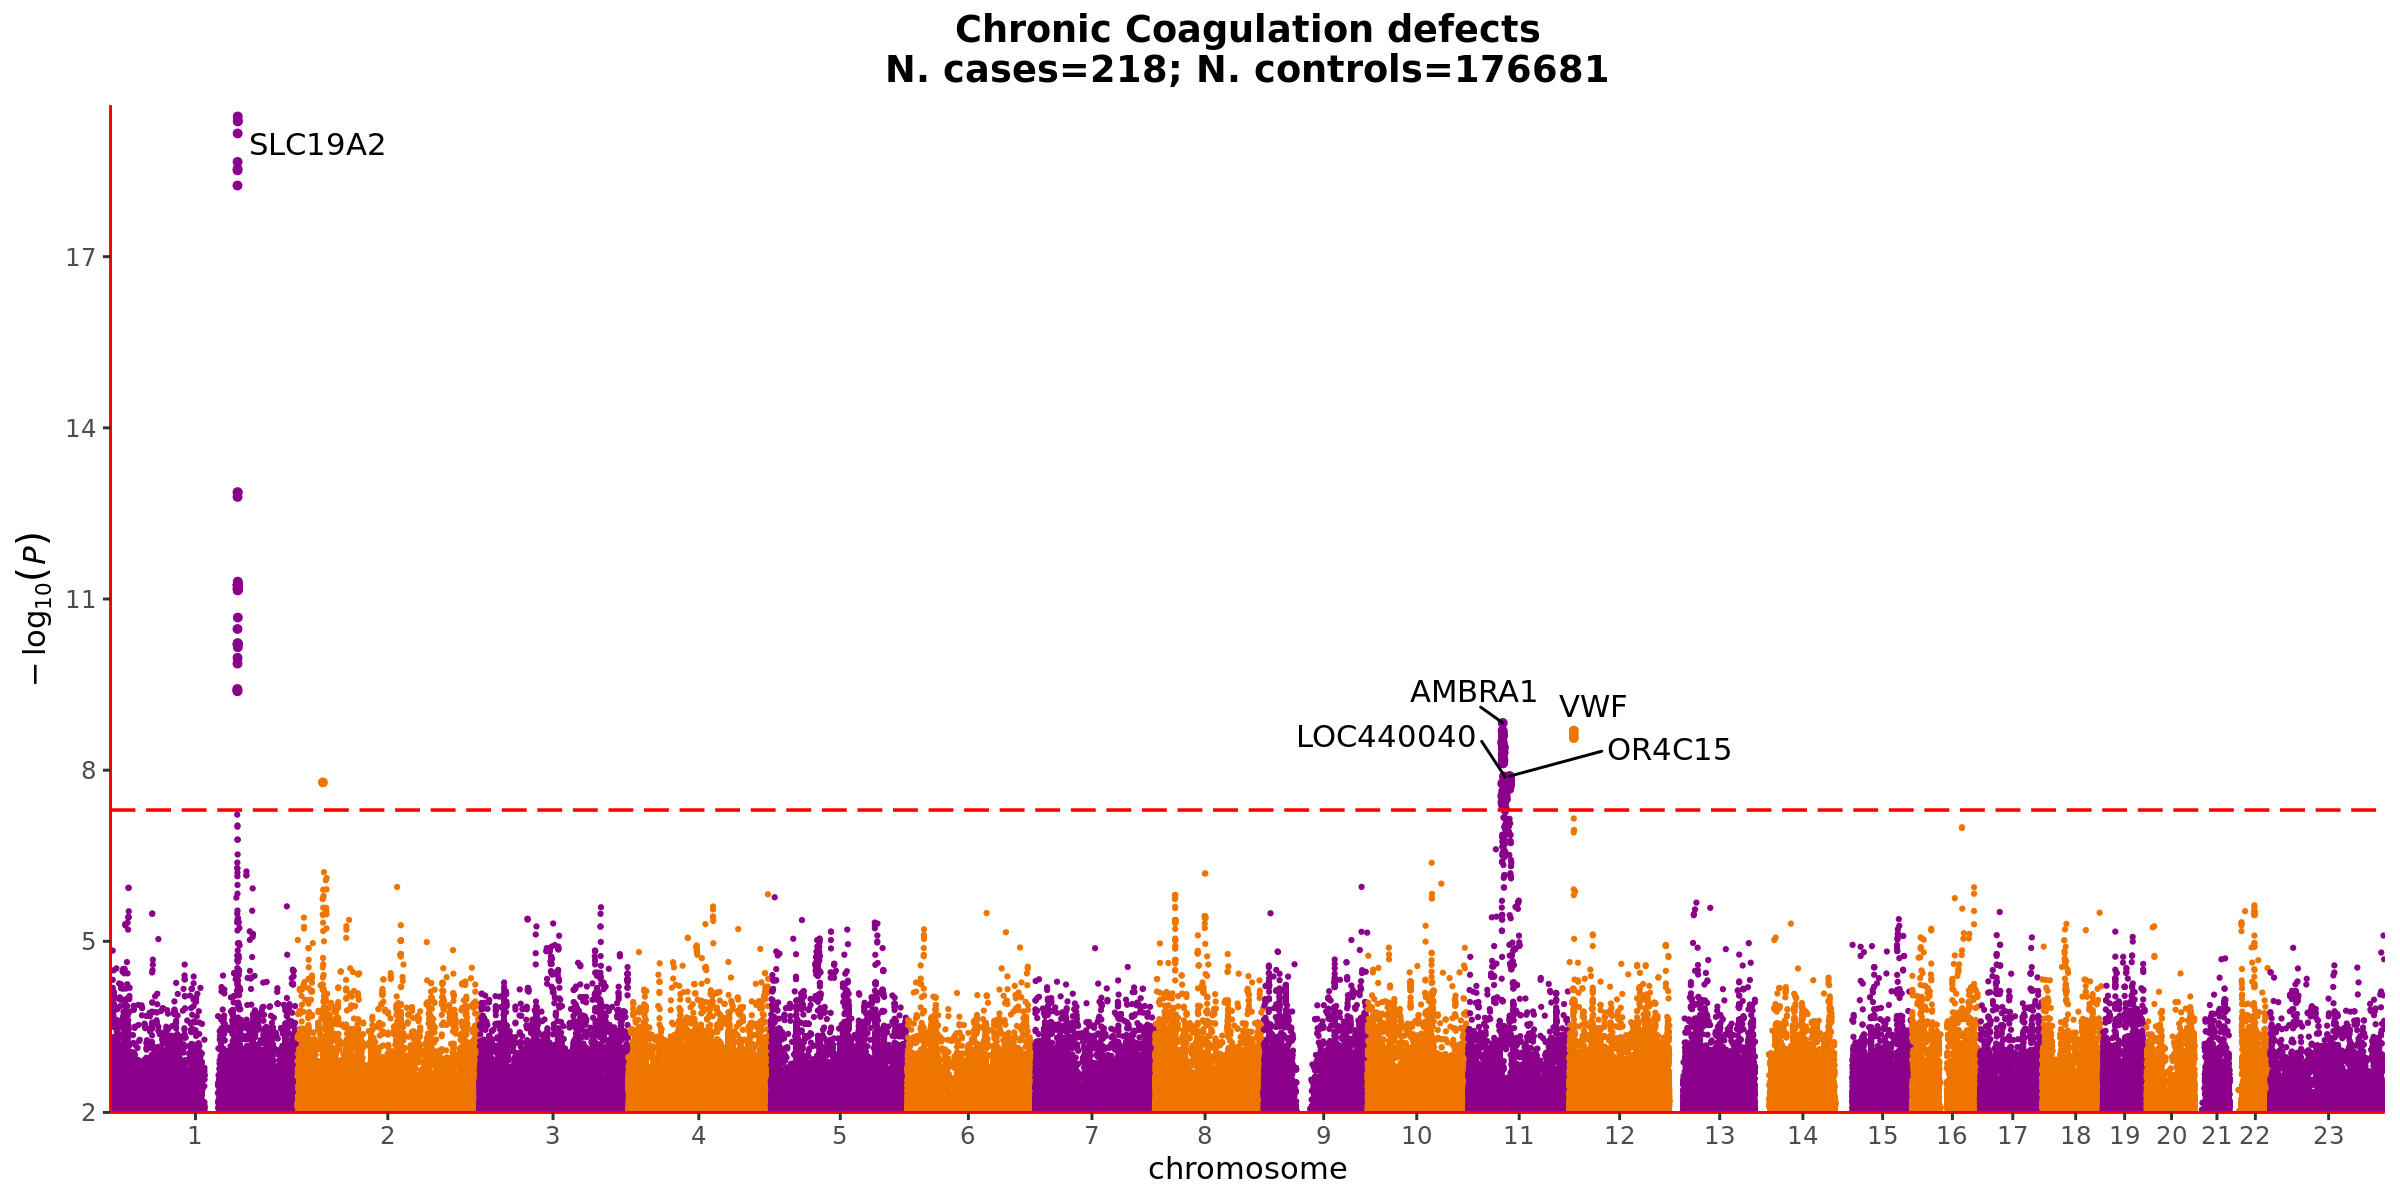 Chronic Coagulation defects
N. cases=218; N. controls=176681
SLC19A2
17
14
11
8
5
2
−log10(P)
AMBRA1
VWF
LOC440040
OR4C15
1 2 3 4 5 6 7 8 9 10 11 12 13 14 15 16 17 18 19 20 21 22 23
chromosome